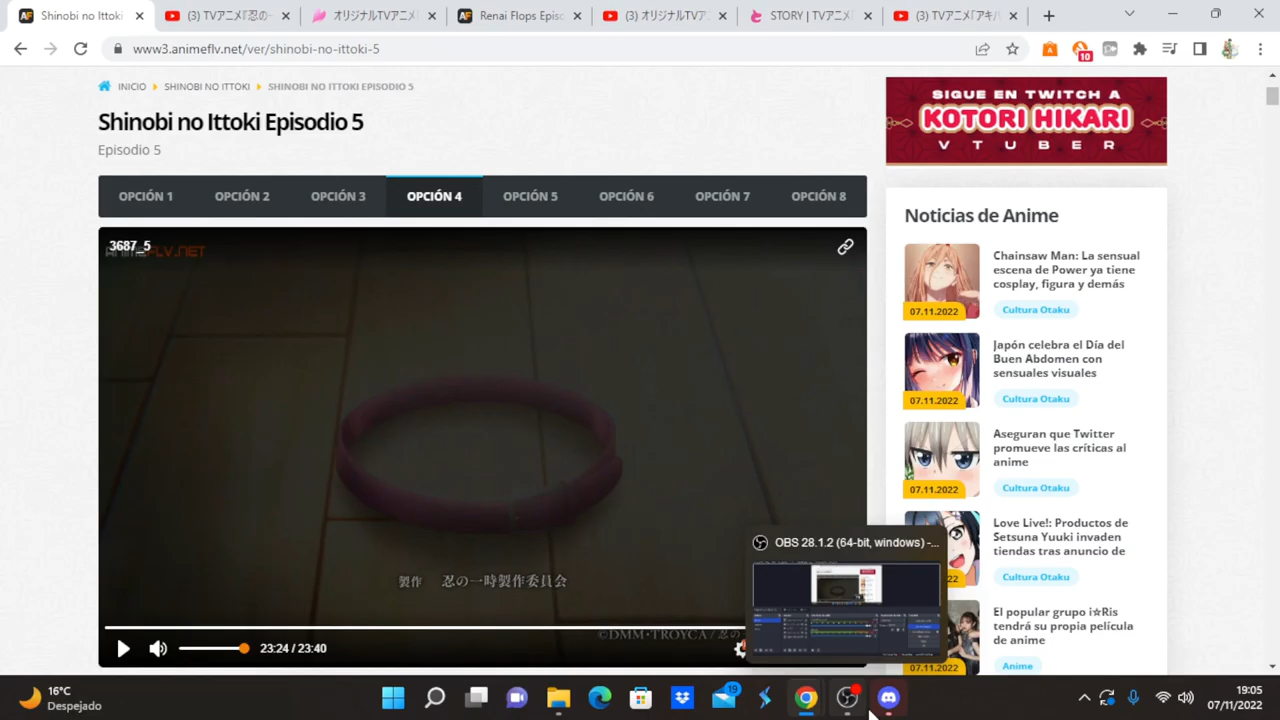 Shinobi no Ittoki
(3) TVアニメ『忍の一
オリジナルTVアニメ
Renai Flops Epis
(3) オリジナルTVア
STORY | TVアニメ
(3) TVアニメ『アキバ
www3.animeflv.net/ver/shinobi-no-ittoki-5
10
INICIO
SHINOBI NO ITTOKI
SHINOBI NO ITTOKI EPISODIO 5
Shinobi no Ittoki Episodio 5
Episodio 5
OPCIÓN 1
OPCIÓN 2
OPCIÓN 3
OPCIÓN 4
OPCIÓN 5
OPCIÓN 6
OPCIÓN 7
OPCIÓN 8
3687_5
ANIMEFLV.NET
製作 忍の一時製作委員会
23:24 / 23:40
SIGUE EN TWITCH A
KOTORI HIKARI
VTUBER
Noticias de Anime
Chainsaw Man: La sensual
escena de Power ya tiene
cosplay, figura y demás
07.11.2022
Cultura Otaku
Japón celebra el Día del
Buen Abdomen con
sensuales visuales
07.11.2022
Cultura Otaku
Aseguran que Twitter
promueve las críticas al
anime
07.11.2022
Cultura Otaku
Love Live!: Productos de
Setsuna Yuuki invaden
tiendas tras anuncio de
Cultura Otaku
El popular grupo i☆Ris
tendrá su propia película
de anime
Anime
OBS 28.1.2 (64-bit, windows) -...
16°C
Despejado
19
19:05
07/11/2022